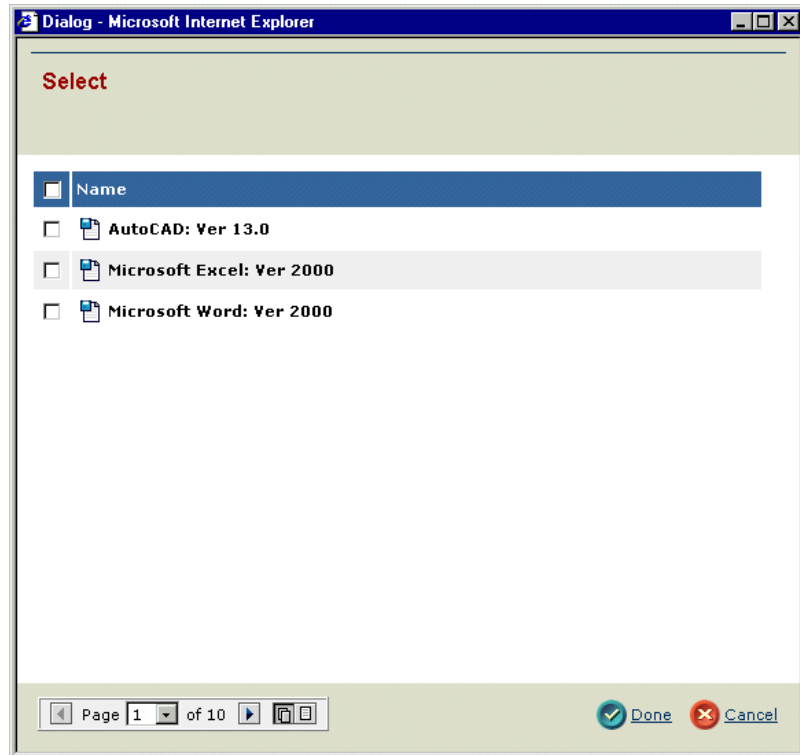 Dialog - Microsoft Internet Explorer
Select
Name
AutoCAD: Ver 13.0
Microsoft Excel: Ver 2000
Microsoft Word: Ver 2000
Page 1 of 10 Done Cancel